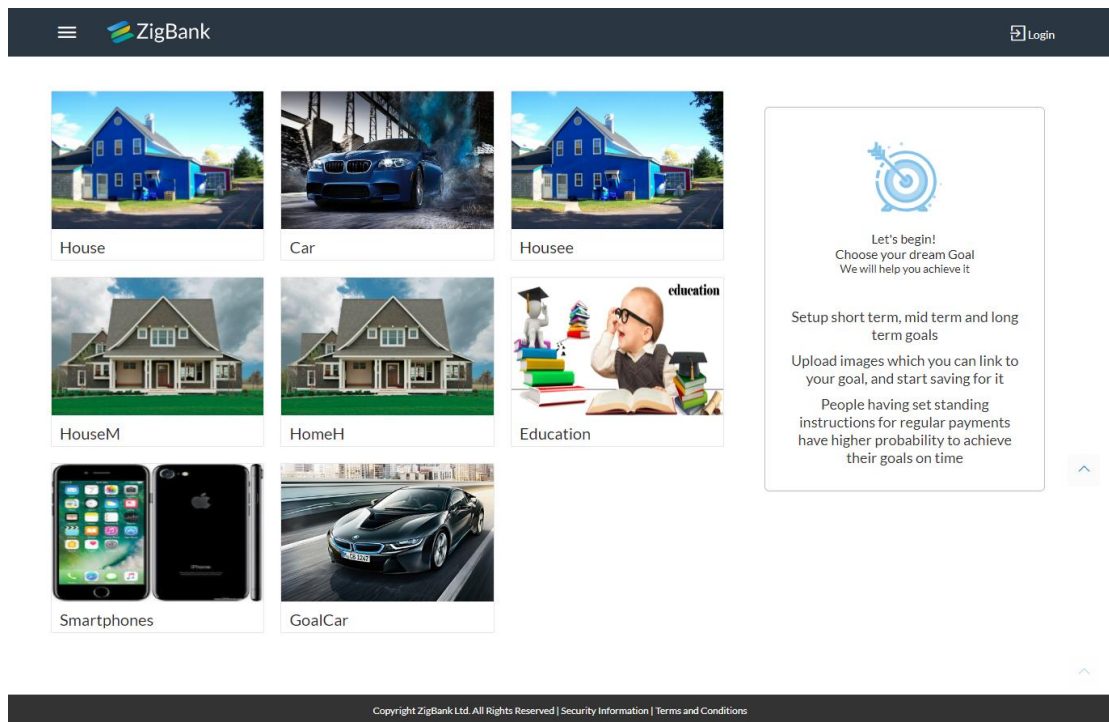 ZigBank
Login
House
Car
Housee
HouseM
HomeH
education
Education
Smartphones
GoalCar
Let's begin!
Choose your dream Goal
We will help you achieve it
Setup short term, mid term and long
term goals
Upload images which you can link to
your goal, and start saving for it
People having set standing
instructions for regular payments
have higher probability to achieve
their goals on time
Copyright ZigBank Ltd. All Rights Reserved | Security Information | Terms and Conditions